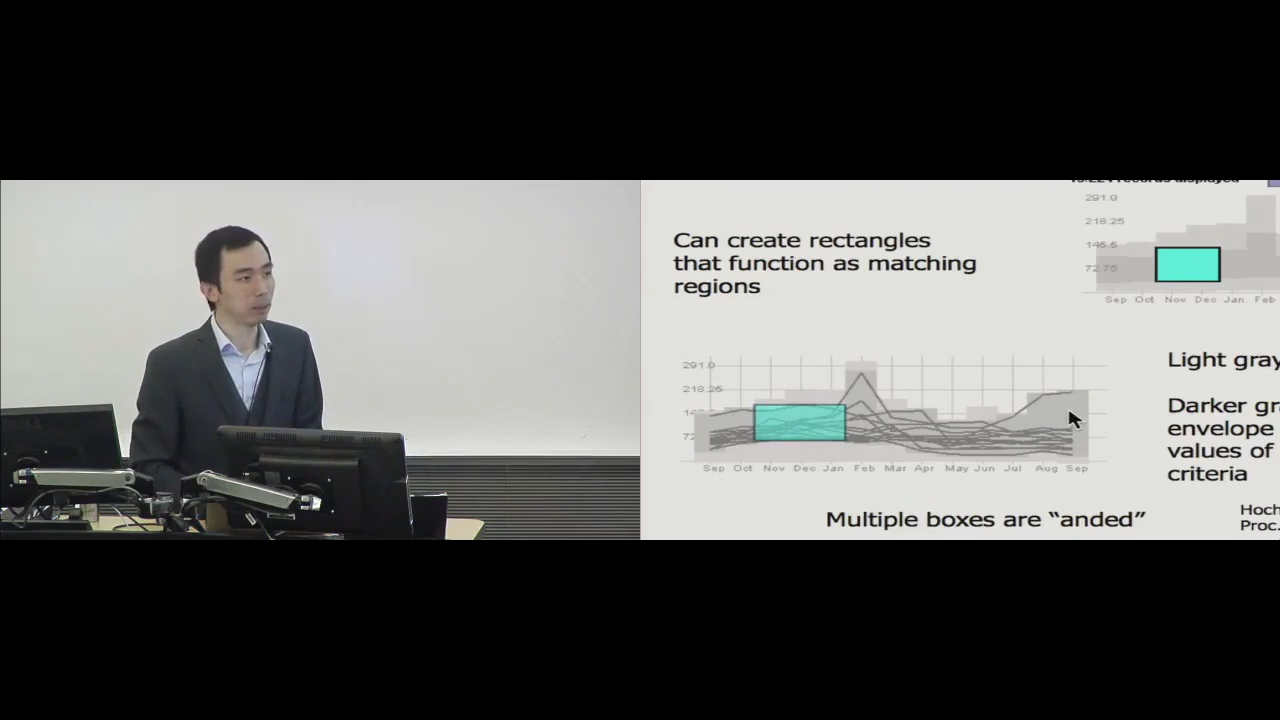 records displayed
291.0
218.25
145.5
72.75
Sep Oct Nov Dec Jan Feb
Can create rectangles
that function as matching
regions
291.0
218.25
Sep Oct Nov Dec Jan Feb Mar Apr May Jun Jul Aug Sep
Light gray
Darker gr
envelope
values of
criteria
Multiple boxes are “anded”
Hoch
Proc.